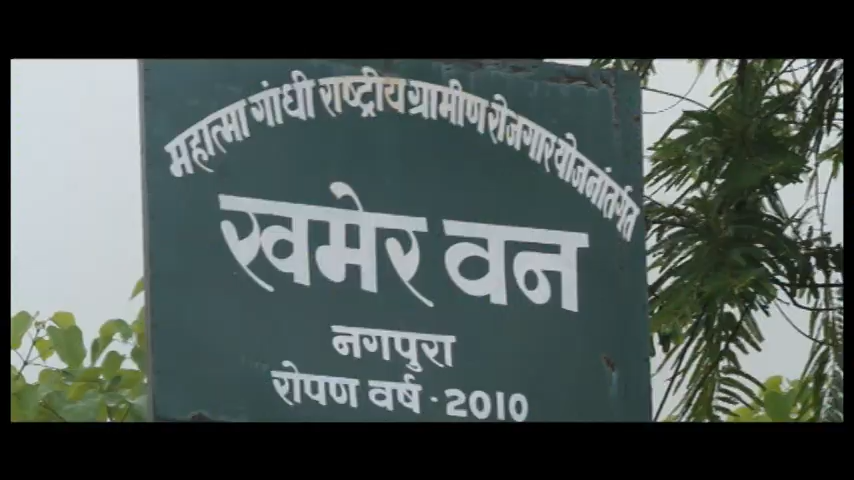 महात्मा गांधी राष्ट्रीय ग्रामीण रोजगार योजनांतर्गत
खमेर वन
नगपुरा
रोपण वर्ष - 2010